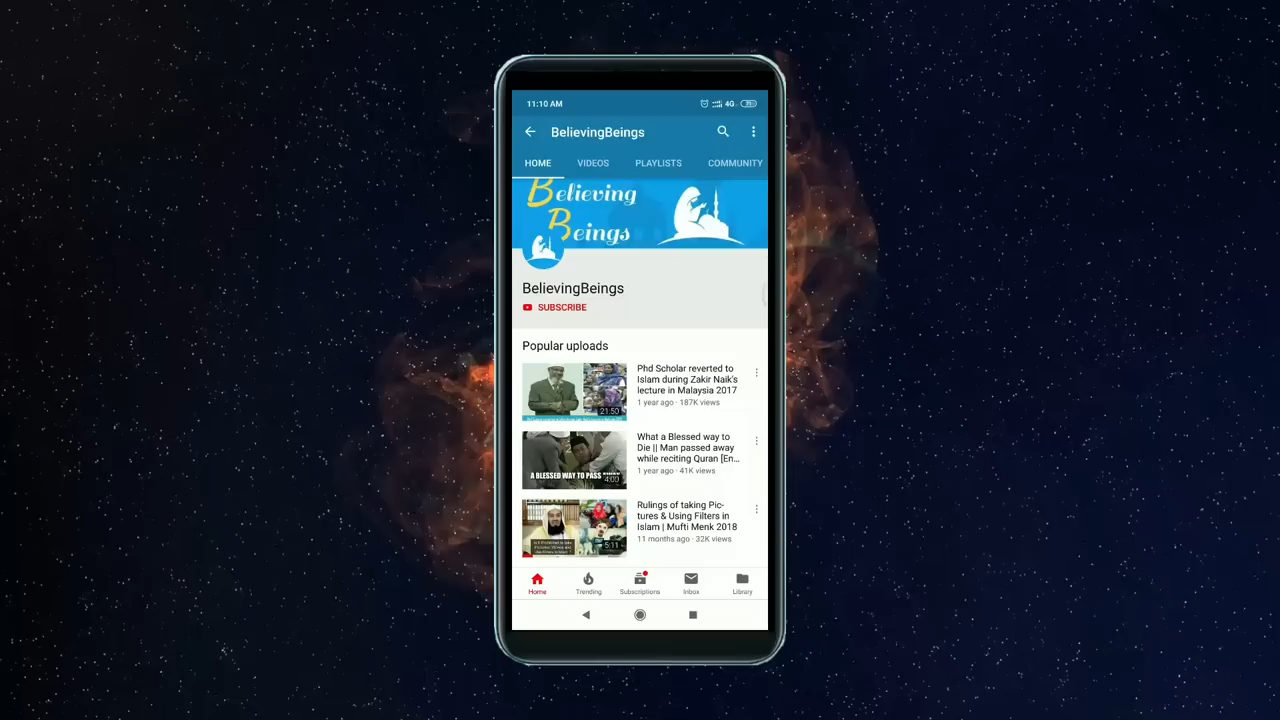 11:10 AM
4G
BelievingBeings
HOME VIDEOS PLAYLISTS COMMUNITY
Believing
Beings
BelievingBeings
SUBSCRIBE
Popular uploads
21:50
Phd Scholar reverted to
Islam during Zakir Naik's
lecture in Malaysia 2017
1 year ago · 187K views
A BLESSED WAY TO PASS AWAY
4:00
What a Blessed way to
Die || Man passed away
while reciting Quran [En...
1 year ago · 41K views
5:11
Rulings of taking Pic-
tures & Using Filters in
Islam | Mufti Menk 2018
11 months ago · 32K views
Home Trending Subscriptions Inbox Library